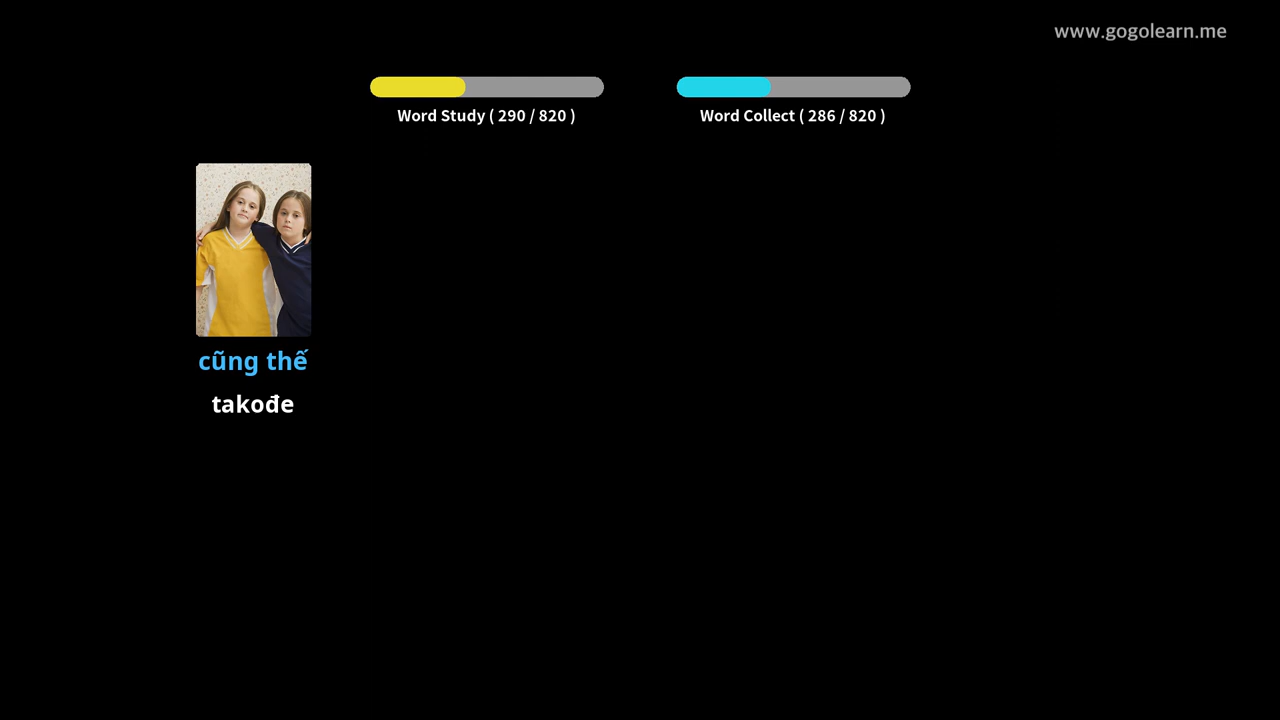 www.gogolearn.me
Word Study ( 290 / 820 )
Word Collect ( 286 / 820 )
cũng thế
takođe